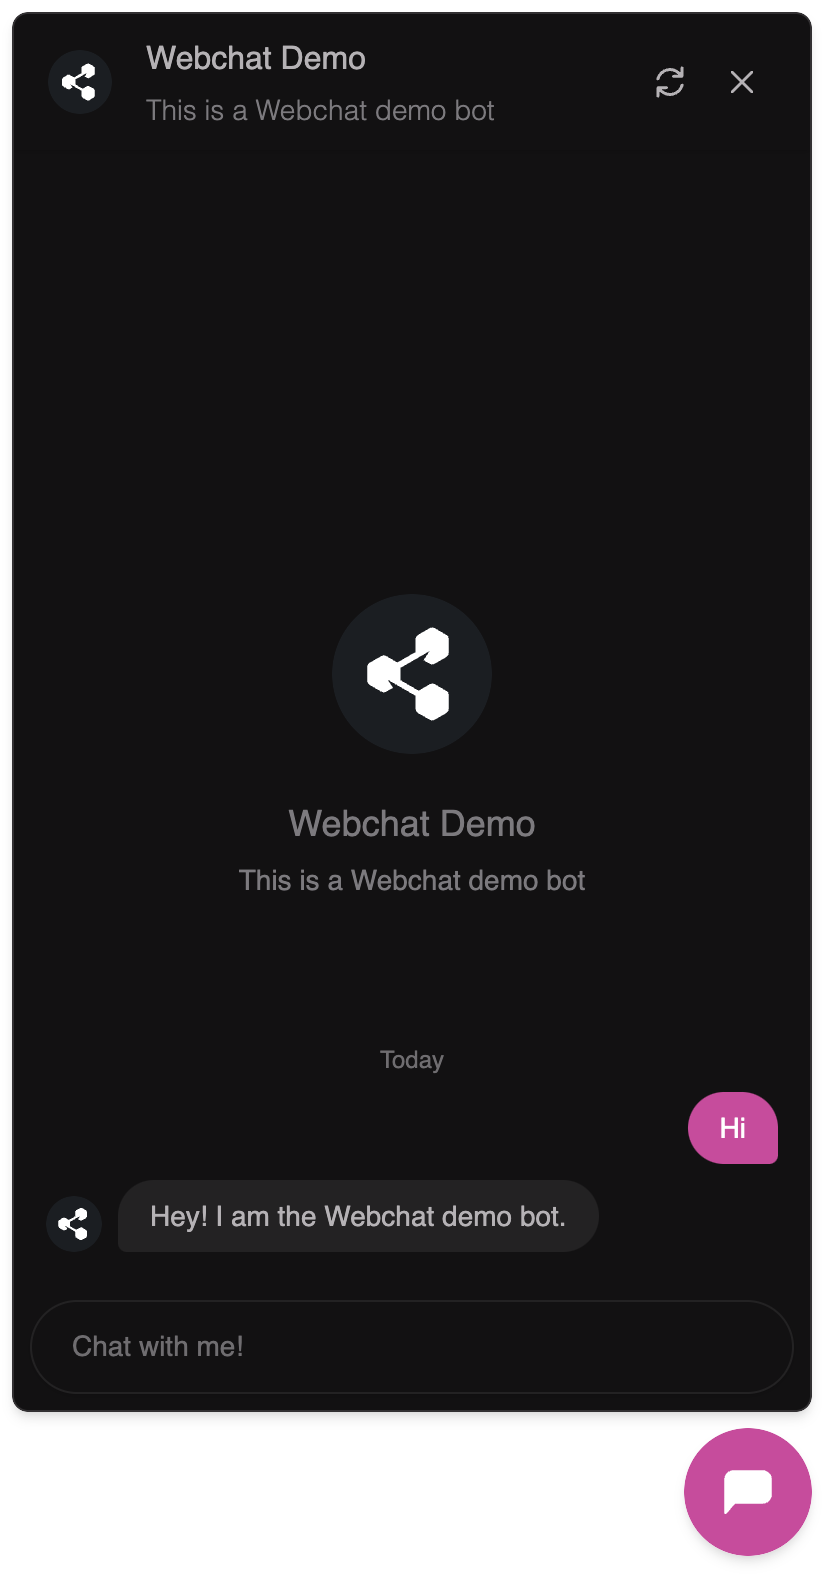 Webchat Demo
This is a Webchat demo bot
Webchat Demo
This is a Webchat demo bot
Today
Hi
Hey! I am the Webchat demo bot.
Chat with me!